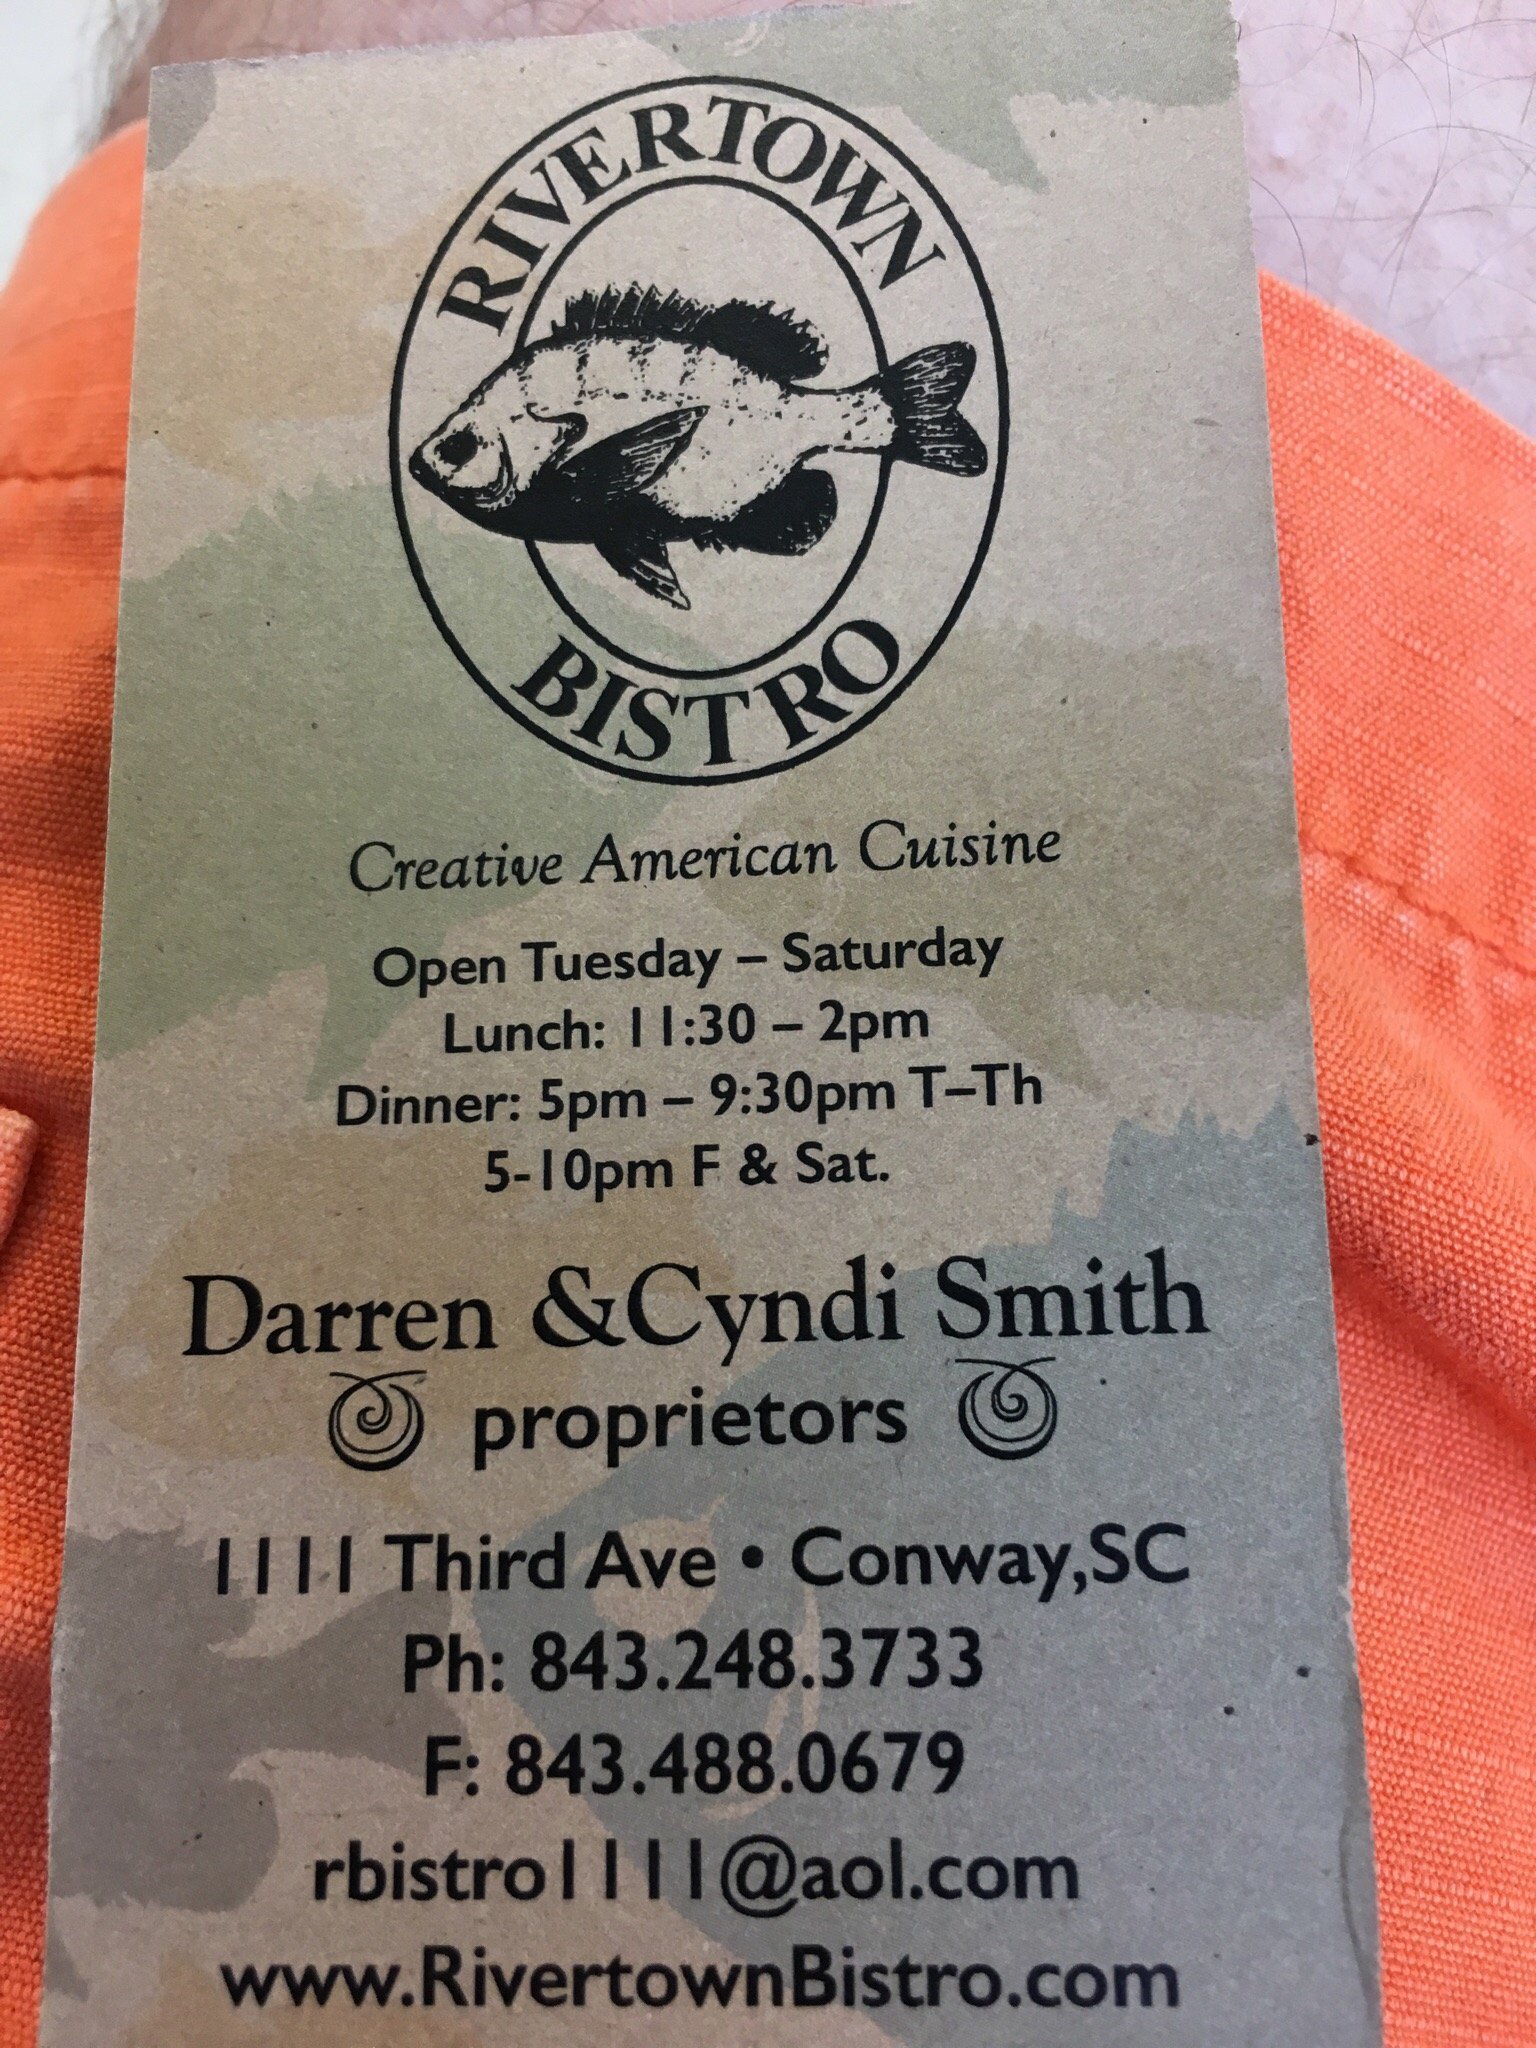 RIVERTOWN
BISTRO
Creative American Cuisine
Open Tuesday – Saturday
Lunch: 11:30 – 2pm
Dinner: 5pm – 9:30pm T–Th
5-10pm F & Sat.
Darren &Cyndi Smith
proprietors
1111 Third Ave • Conway,SC
Ph: 843.248.3733
F: 843.488.0679
rbistro1111@aol.com
www.RivertownBistro.com